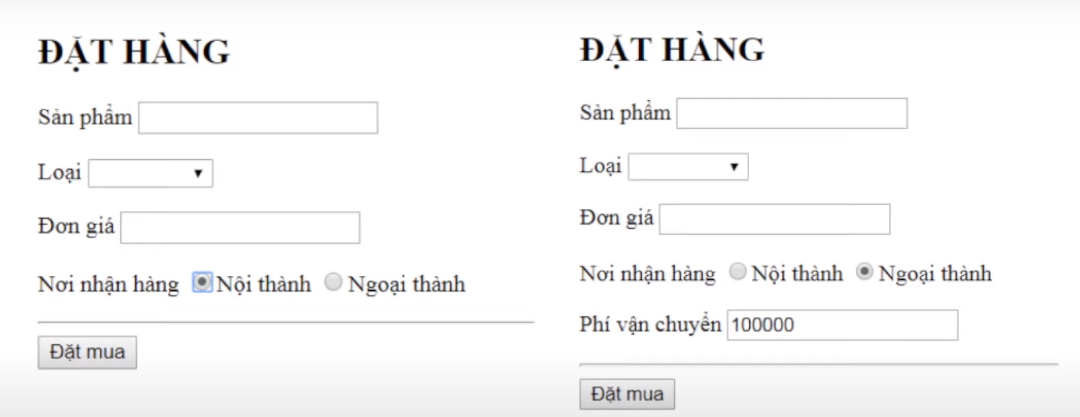 ĐẶT HÀNG
Sản phẩm
Loại
Đơn giá
Nơi nhận hàng Nội thành Ngoại thành
Đặt mua
ĐẶT HÀNG
Sản phẩm
Loại
Đơn giá
Nơi nhận hàng Nội thành Ngoại thành
Phí vận chuyển 100000
Đặt mua